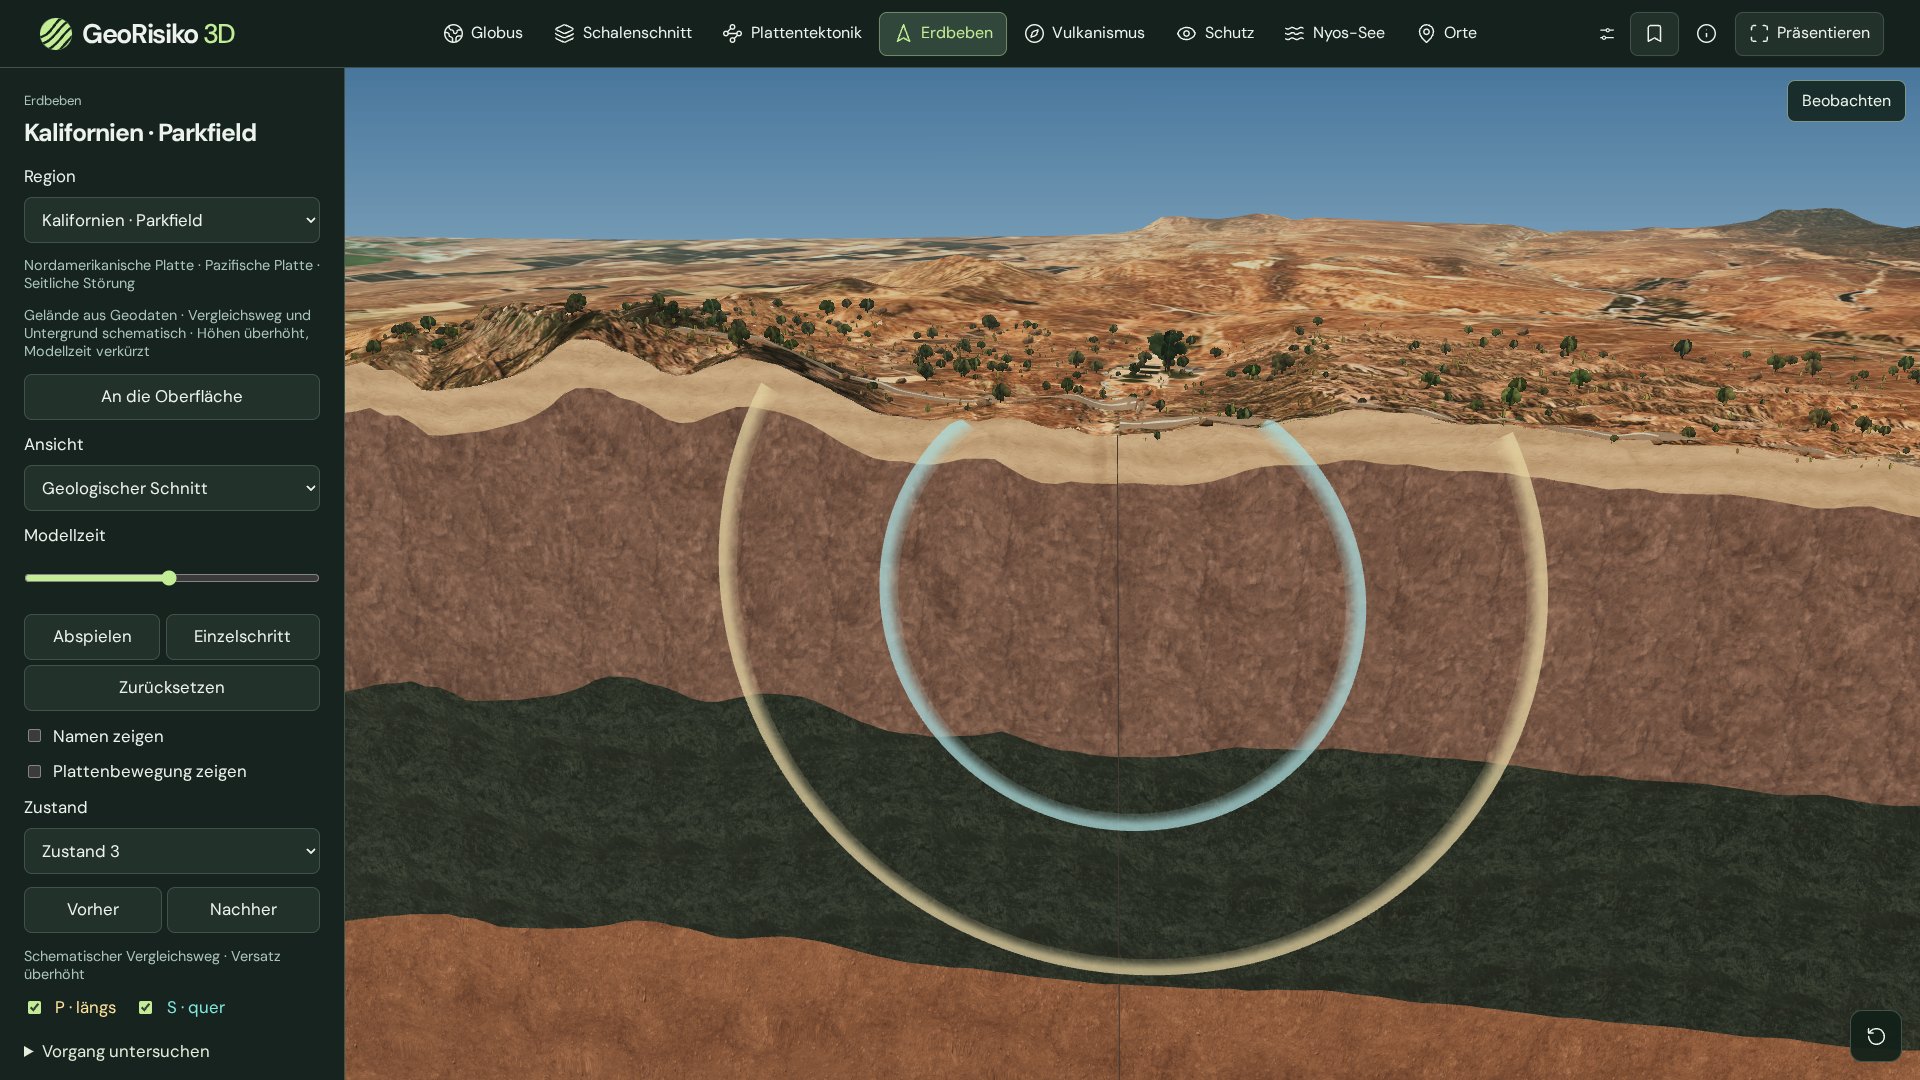 GeoRisiko 3D
Globus
Schalenschnitt
Plattentektonik
Erdbeben
Vulkanismus
Schutz
Nyos-See
Orte
Präsentieren
Erdbeben
Kalifornien · Parkfield
Region
Kalifornien · Parkfield
Nordamerikanische Platte · Pazifische Platte ·
Seitliche Störung
Gelände aus Geodaten · Vergleichsweg und
Untergrund schematisch · Höhen überhöht,
Modellzeit verkürzt
An die Oberfläche
Ansicht
Geologischer Schnitt
Modellzeit
Abspielen
Einzelschritt
Zurücksetzen
Namen zeigen
Plattenbewegung zeigen
Zustand
Zustand 3
Vorher
Nachher
Schematischer Vergleichsweg · Versatz
überhöht
P · längs
S · quer
Vorgang untersuchen
Beobachten